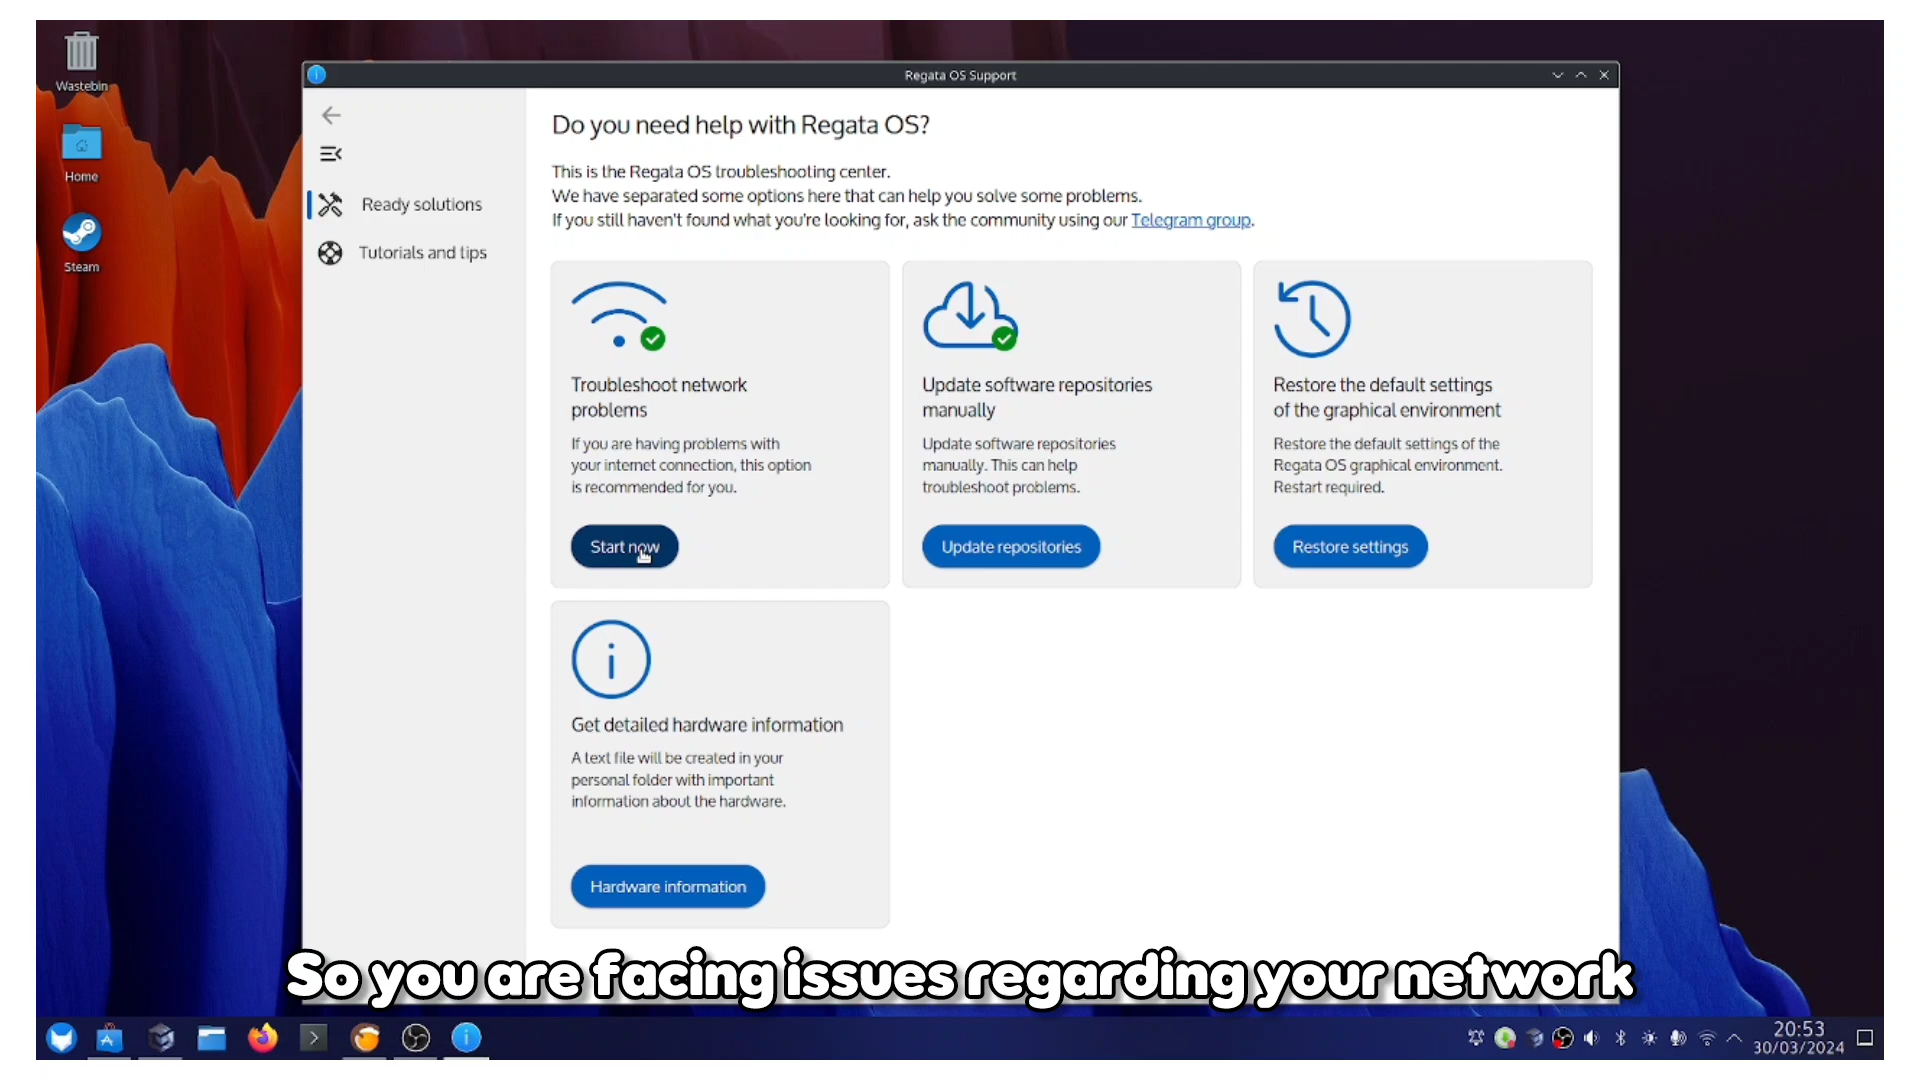 Wastebin
Home
Steam
Regata OS Support
Ready solutions
Tutorials and tips
Do you need help with Regata OS?
This is the Regata OS troubleshooting center.
We have separated some options here that can help you solve some problems.
If you still haven't found what you're looking for, ask the community using our Telegram group.
Troubleshoot network
problems
If you are having problems with
your internet connection, this option
is recommended for you.
Start now
Update software repositories
manually
Update software repositories
manually. This can help
troubleshoot problems.
Update repositories
Restore the default settings
of the graphical environment
Restore the default settings of the
Regata OS graphical environment.
Restart required.
Restore settings
Get detailed hardware information
A text file will be created in your
personal folder with important
information about the hardware.
Hardware information
So you are facing issues regarding your network
20:53
30/03/2024